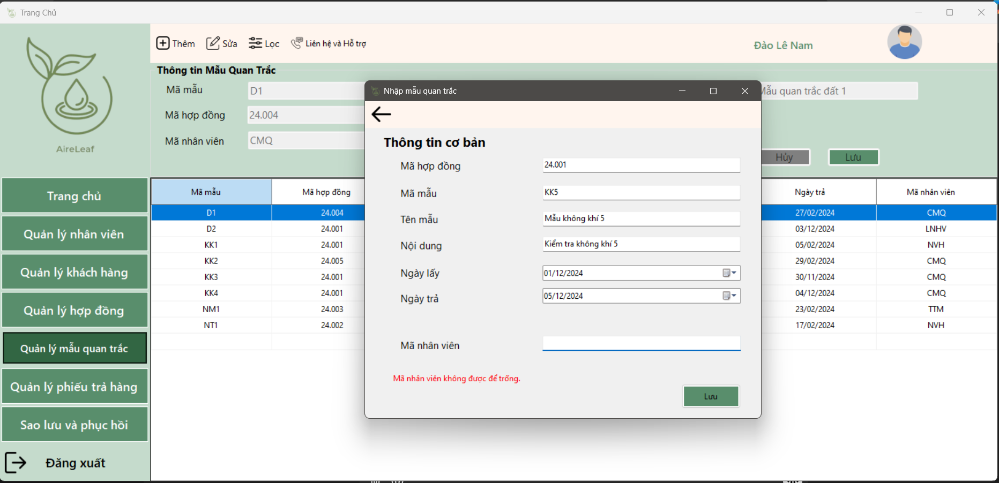 Trang Chủ
AireLeaf
Trang chủ
Quản lý nhân viên
Quản lý khách hàng
Quản lý hợp đồng
Quản lý mẫu quan trắc
Quản lý phiếu trả hàng
Sao lưu và phục hồi
Đăng xuất
Thêm Sửa Lọc Liên hệ và Hỗ trợ
Đào Lê Nam
Thông tin Mẫu Quan Trắc
Mã mẫu D1
Mã hợp đồng 24.004
Mã nhân viên CMQ
Mẫu quan trắc đất 1
Hủy Lưu
Mã mẫu Mã hợp đồng Ngày trả Mã nhân viên
D1 24.004 27/02/2024 CMQ
D2 24.001 03/12/2024 LNHV
KK1 24.001 05/02/2024 NVH
KK2 24.005 29/02/2024 CMQ
KK3 24.001 30/11/2024 CMQ
KK4 24.001 04/12/2024 CMQ
NM1 24.003 23/02/2024 TTM
NT1 24.002 17/02/2024 NVH
Nhập mẫu quan trắc
Thông tin cơ bản
Mã hợp đồng 24.001
Mã mẫu KK5
Tên mẫu Mẫu không khí 5
Nội dung Kiểm tra không khí 5
Ngày lấy 01/12/2024
Ngày trả 05/12/2024
Mã nhân viên
Mã nhân viên không được để trống.
Lưu